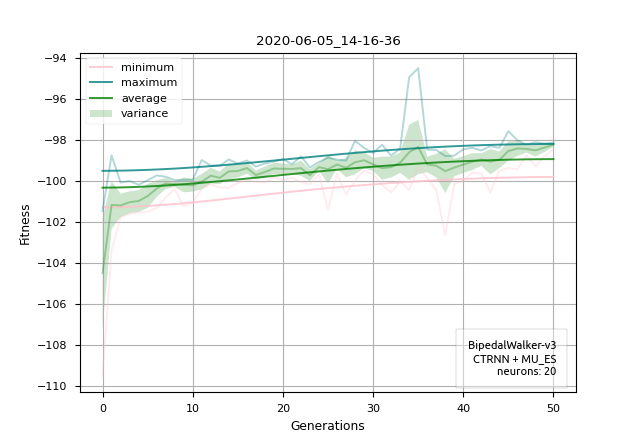 2020-06-05_14-16-36
minimum
maximum
average
variance
−94
−96
−98
−100
−102
−104
−106
−108
−110
Fitness
BipedalWalker-v3
CTRNN + MU_ES
neurons: 20
0
10
20
30
40
50
Generations